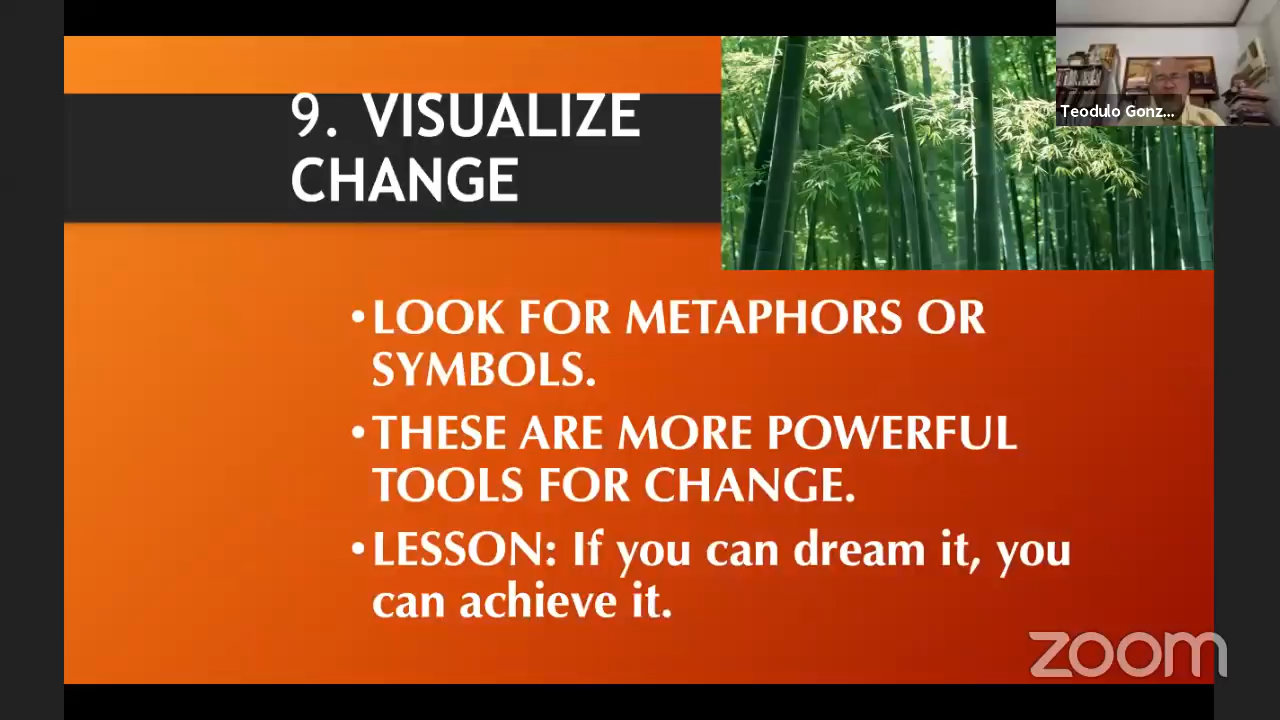 9. VISUALIZE
CHANGE
Teodulo Gonz...
•LOOK FOR METAPHORS OR
SYMBOLS.
•THESE ARE MORE POWERFUL
TOOLS FOR CHANGE.
•LESSON: If you can dream it, you
can achieve it.
zoom